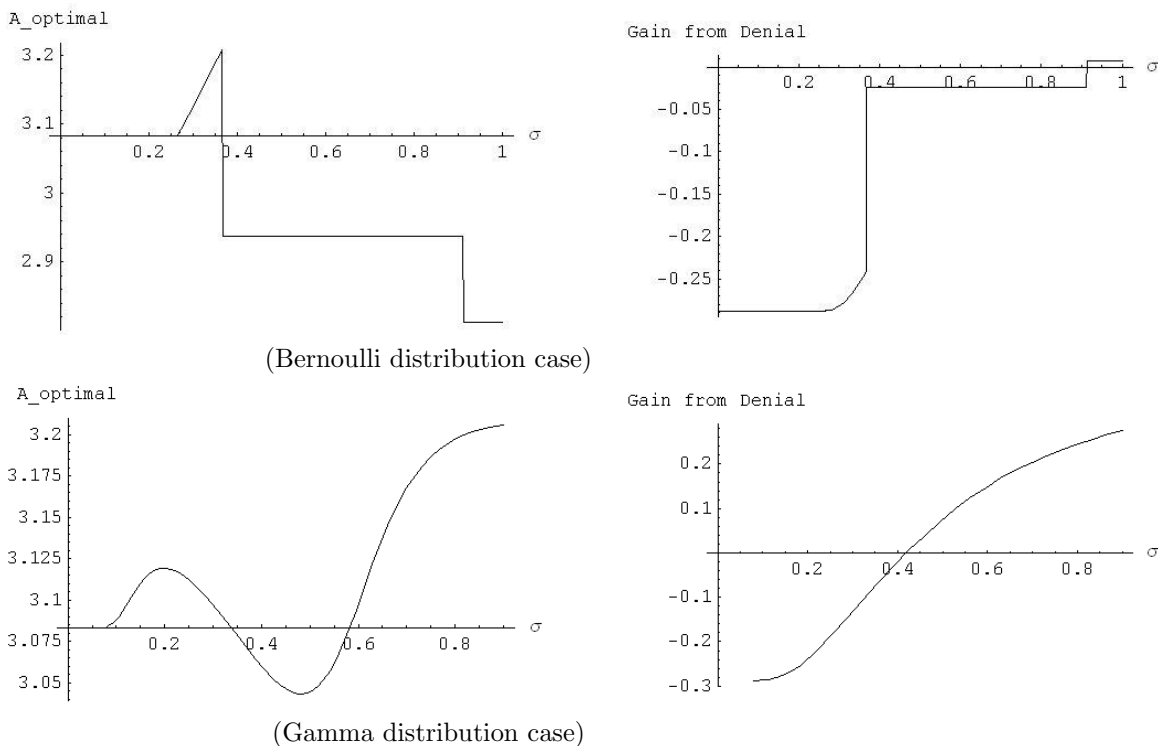 A_optimal
3.2
3.1
3
2.9
0.2 0.4 0.6 0.8 1 σ
Gain from Denial
0.2 0.4 0.6 0.8 1 σ
-0.05
-0.1
-0.15
-0.2
-0.25
(Bernoulli distribution case)
A_optimal
3.2
3.175
3.15
3.125
3.1
3.075
3.05
0.2 0.4 0.6 0.8 σ
Gain from Denial
0.2
0.1
0.2 0.4 0.6 0.8 σ
-0.1
-0.2
-0.3
(Gamma distribution case)